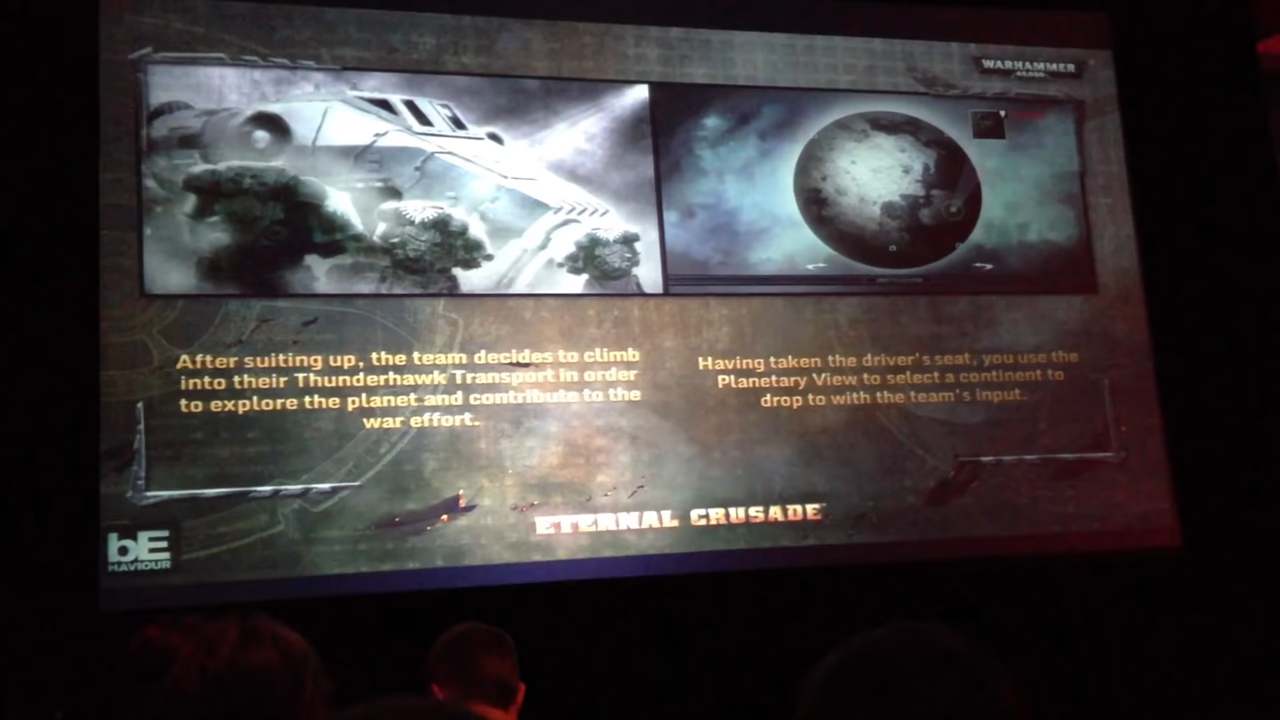 WARHAMMER
40,000
After suiting up, the team decides to climb
into their Thunderhawk Transport in order
to explore the planet and contribute to the
war effort.
Having taken the driver's seat, you use the
Planetary View to select a continent to
drop to with the team's input.
ETERNAL CRUSADE
bE
HAVIOUR